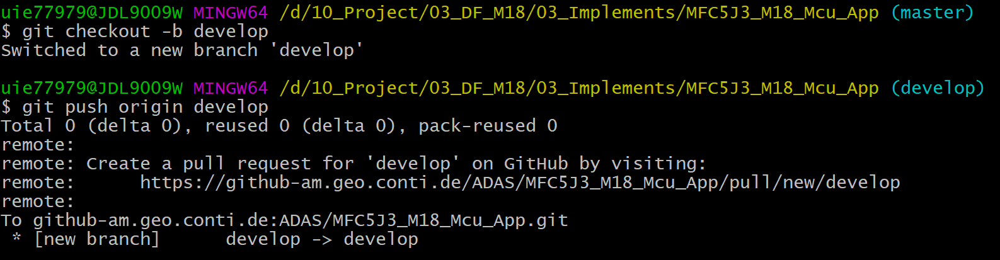 uie77979@JDL9009W MINGW64 /d/10_Project/03_DF_M18/03_Implements/MFC5J3_M18_Mcu_App (master)
$ git checkout -b develop
Switched to a new branch 'develop'
uie77979@JDL9009W MINGW64 /d/10_Project/03_DF_M18/03_Implements/MFC5J3_M18_Mcu_App (develop)
$ git push origin develop
Total 0 (delta 0), reused 0 (delta 0), pack-reused 0
remote:
remote: Create a pull request for 'develop' on GitHub by visiting:
remote:      https://github-am.geo.conti.de/ADAS/MFC5J3_M18_Mcu_App/pull/new/develop
remote:
To github-am.geo.conti.de:ADAS/MFC5J3_M18_Mcu_App.git
 * [new branch]      develop -> develop